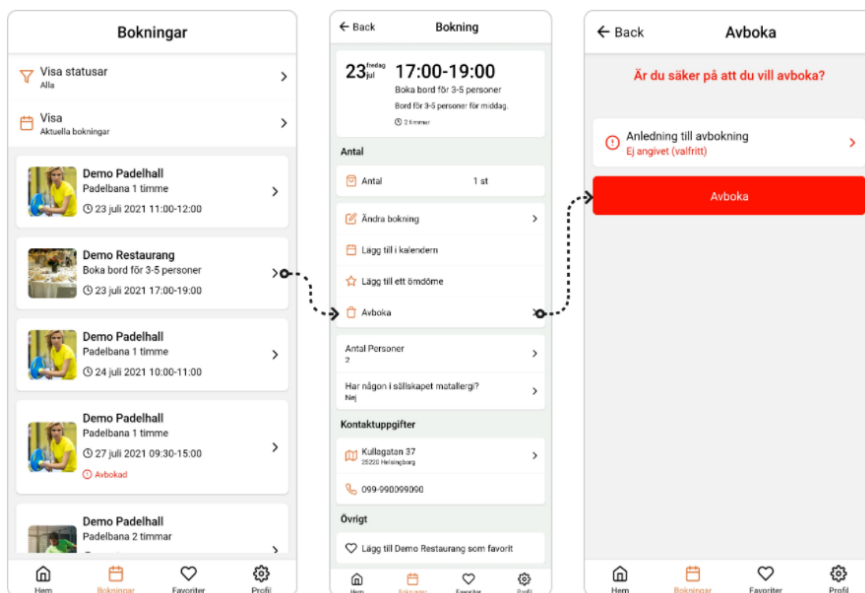 Bokningar
Visa statusar
Alla
Visa
Aktuella bokningar
Demo Padelhall
Padelbana 1 timme
23 juli 2021 11:00-12:00
Demo Restaurang
Boka bord för 3-5 personer
23 juli 2021 17:00-19:00
Demo Padelhall
Padelbana 1 timme
24 juli 2021 10:00-11:00
Demo Padelhall
Padelbana 1 timme
27 juli 2021 09:30-15:00
Avbokad
Demo Padelhall
Padelbana 2 timmar
Hem
Bokningar
Favoriter
Profil
Back
Bokning
23 fredag jul
17:00-19:00
Boka bord för 3-5 personer
Bord för 3-5 personer för middag.
2 timmar
Antal
Antal 1 st
Ändra bokning
Lägg till i kalendern
Lägg till ett omdöme
Avboka
Antal Personer
2
Har någon i sällskapet matallergi?
Nej
Kontaktuppgifter
Kullagatan 37
25220 Helsingborg
099-990099090
Övrigt
Lägg till Demo Restaurang som favorit
Hem
Bokningar
Favoriter
Profil
Back
Avboka
Är du säker på att du vill avboka?
Anledning till avbokning
Ej angivet (valfritt)
Avboka
Hem
Bokningar
Favoriter
Profil